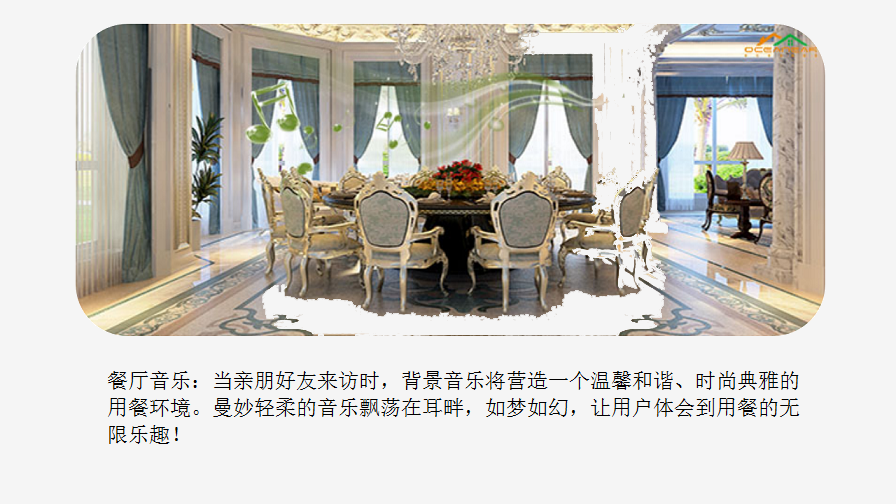 餐厅音乐：当亲朋好友来访时，背景音乐将营造一个温馨和谐、时尚典雅的
用餐环境。曼妙轻柔的音乐飘荡在耳畔，如梦如幻，让用户体会到用餐的无
限乐趣！